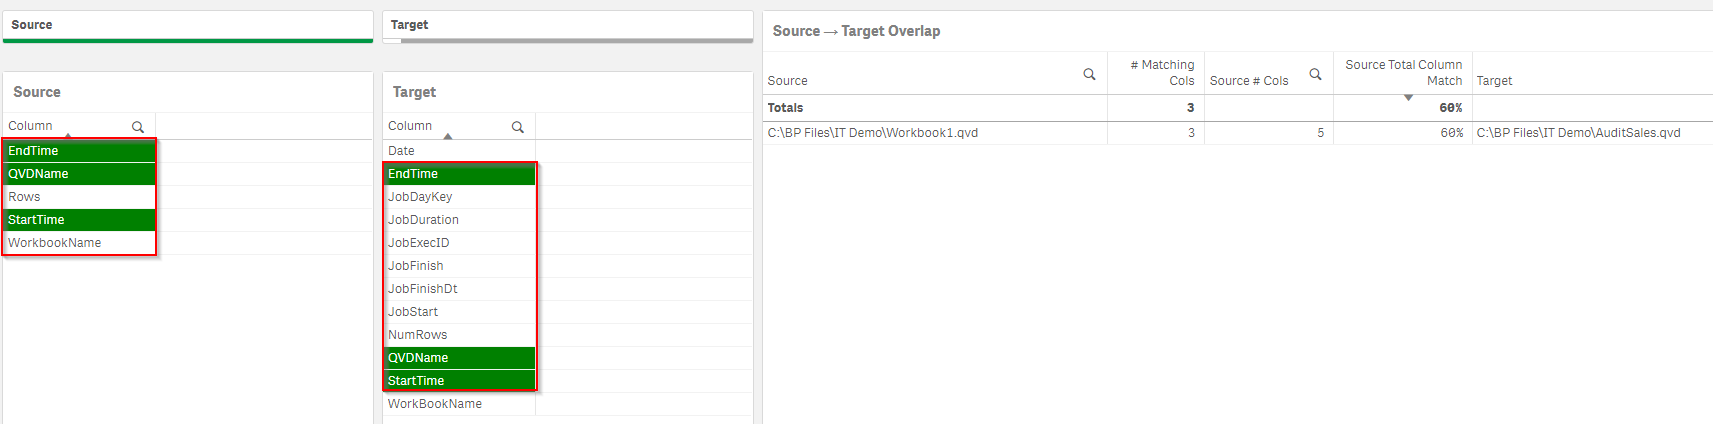 Source
Target
Source → Target Overlap
Source
Column
EndTime
QVDName
Rows
StartTime
WorkbookName
Target
Column
Date
EndTime
JobDayKey
JobDuration
JobExecID
JobFinish
JobFinishDt
JobStart
NumRows
QVDName
StartTime
WorkBookName
Source # Matching Cols Source # Cols Source Total Column Match Target
Totals 3 60%
C:\BP Files\IT Demo\Workbook1.qvd 3 5 60% C:\BP Files\IT Demo\AuditSales.qvd